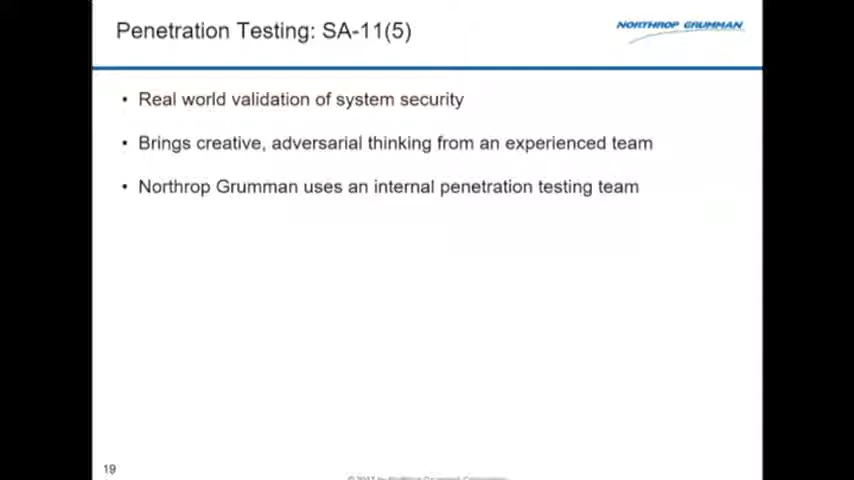 Penetration Testing: SA-11(5)
NORTHROP GRUMMAN
• Real world validation of system security
• Brings creative, adversarial thinking from an experienced team
• Northrop Grumman uses an internal penetration testing team
19